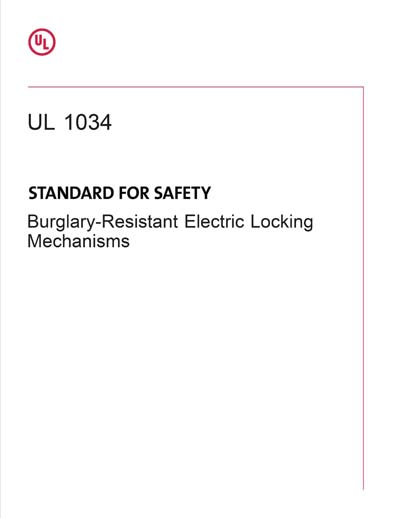 UL
UL 1034
STANDARD FOR SAFETY
Burglary-Resistant Electric Locking
Mechanisms